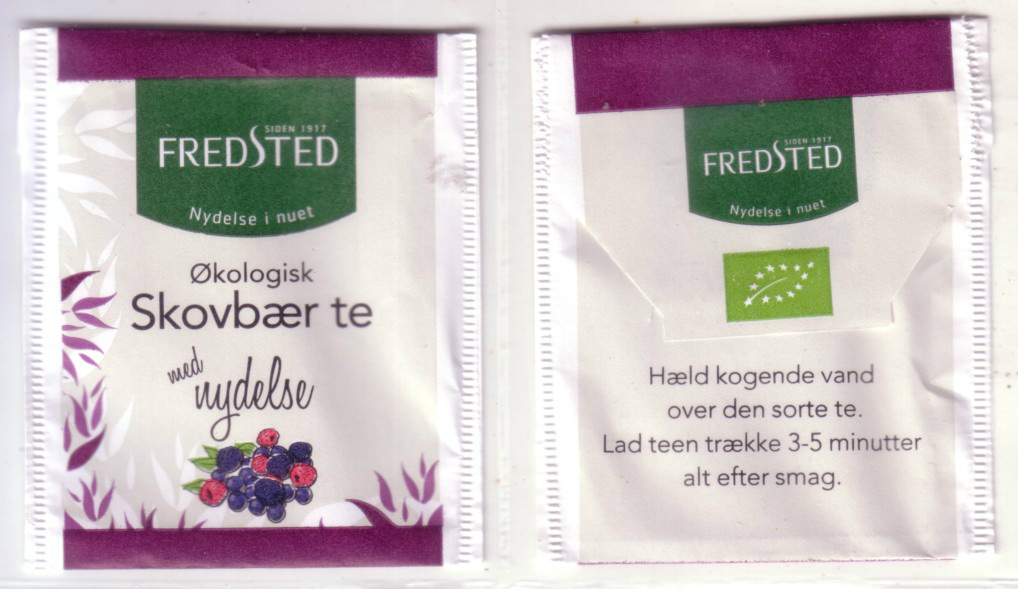 SIDEN 1917
FREDSTED
Nydelse i nuet
Økologisk
Skovbær te
med
nydelse
SIDEN 1917
FREDSTED
Nydelse i nuet
Hæld kogende vand
over den sorte te.
Lad teen trække 3-5 minutter
alt efter smag.